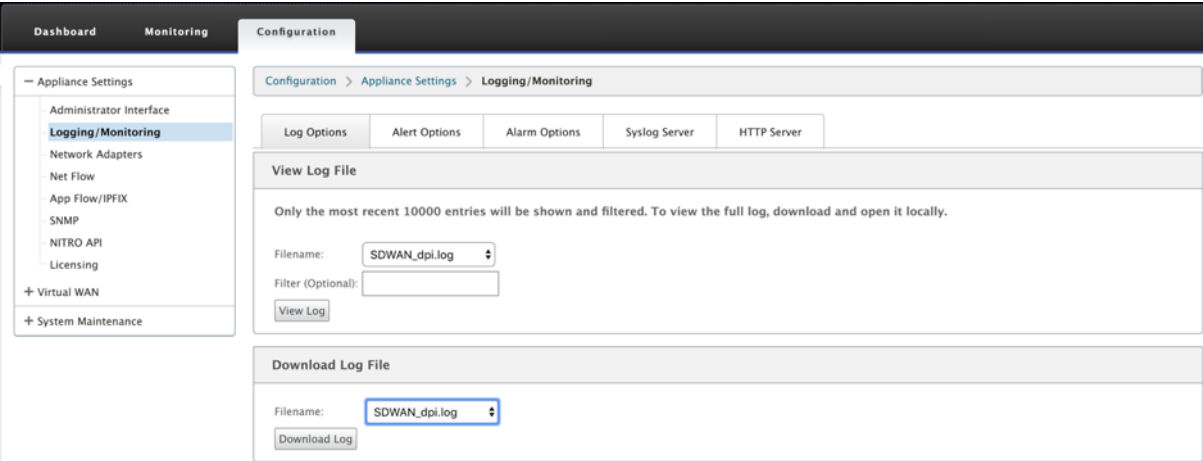 Dashboard Monitoring Configuration
Appliance Settings
Administrator Interface
Logging/Monitoring
Network Adapters
Net Flow
App Flow/IPFIX
SNMP
NITRO API
Licensing
+ Virtual WAN
+ System Maintenance
Configuration > Appliance Settings > Logging/Monitoring
Log Options Alert Options Alarm Options Syslog Server HTTP Server
View Log File
Only the most recent 10000 entries will be shown and filtered. To view the full log, download and open it locally.
Filename: SDWAN_dpi.log
Filter (Optional):
View Log
Download Log File
Filename: SDWAN_dpi.log
Download Log